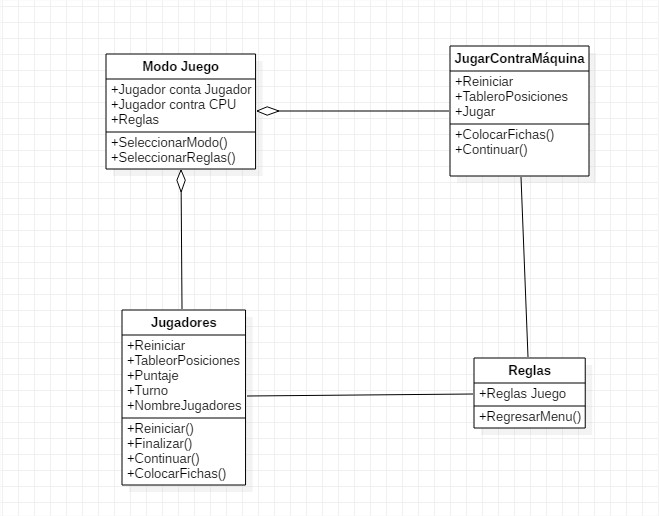 Modo Juego
+Jugador conta Jugador
+Jugador contra CPU
+Reglas
+SeleccionarModo()
+SeleccionarReglas()
JugarContraMáquina
+Reiniciar
+TableroPosiciones
+Jugar
+ColocarFichas()
+Continuar()
Jugadores
+Reiniciar
+TableorPosiciones
+Puntaje
+Turno
+NombreJugadores
+Reiniciar()
+Finalizar()
+Continuar()
+ColocarFichas()
Reglas
+Reglas Juego
+RegresarMenu()